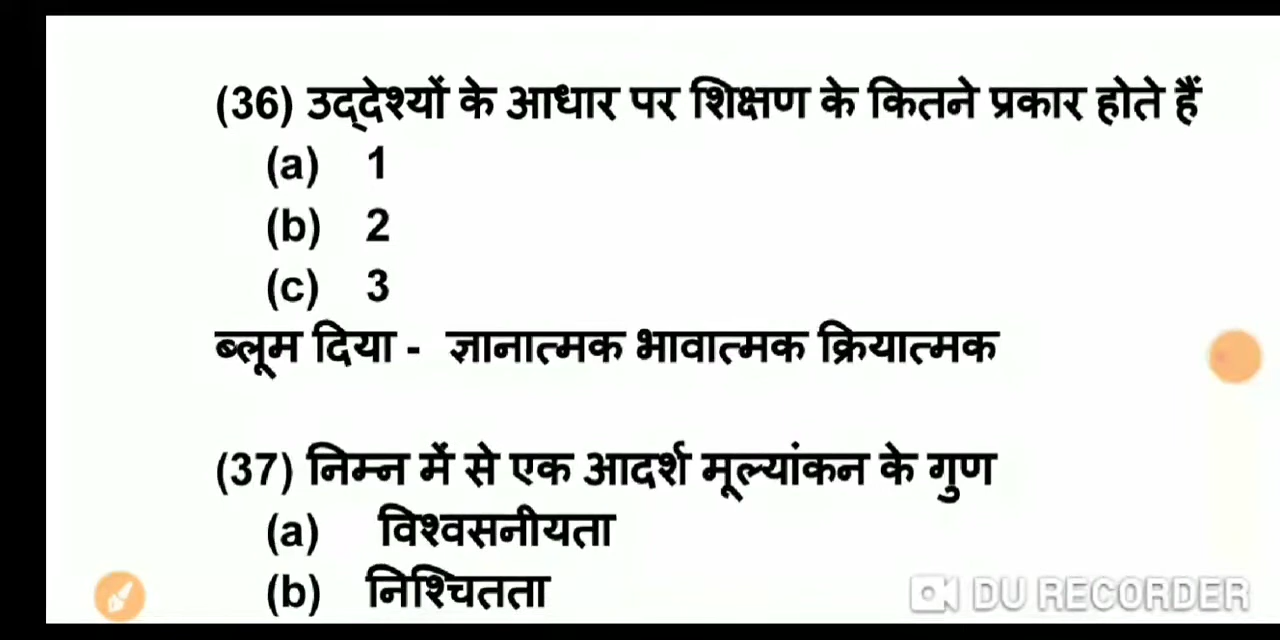 (36) उद्देश्यों के आधार पर शिक्षण के कितने प्रकार होते हैं
(a) 1
(b) 2
(c) 3
ब्लूम दिया - ज्ञानात्मक भावात्मक क्रियात्मक
(37) निम्न में से एक आदर्श मूल्यांकन के गुण
(a) विश्वसनीयता
(b) निश्चितता
DU RECORDER